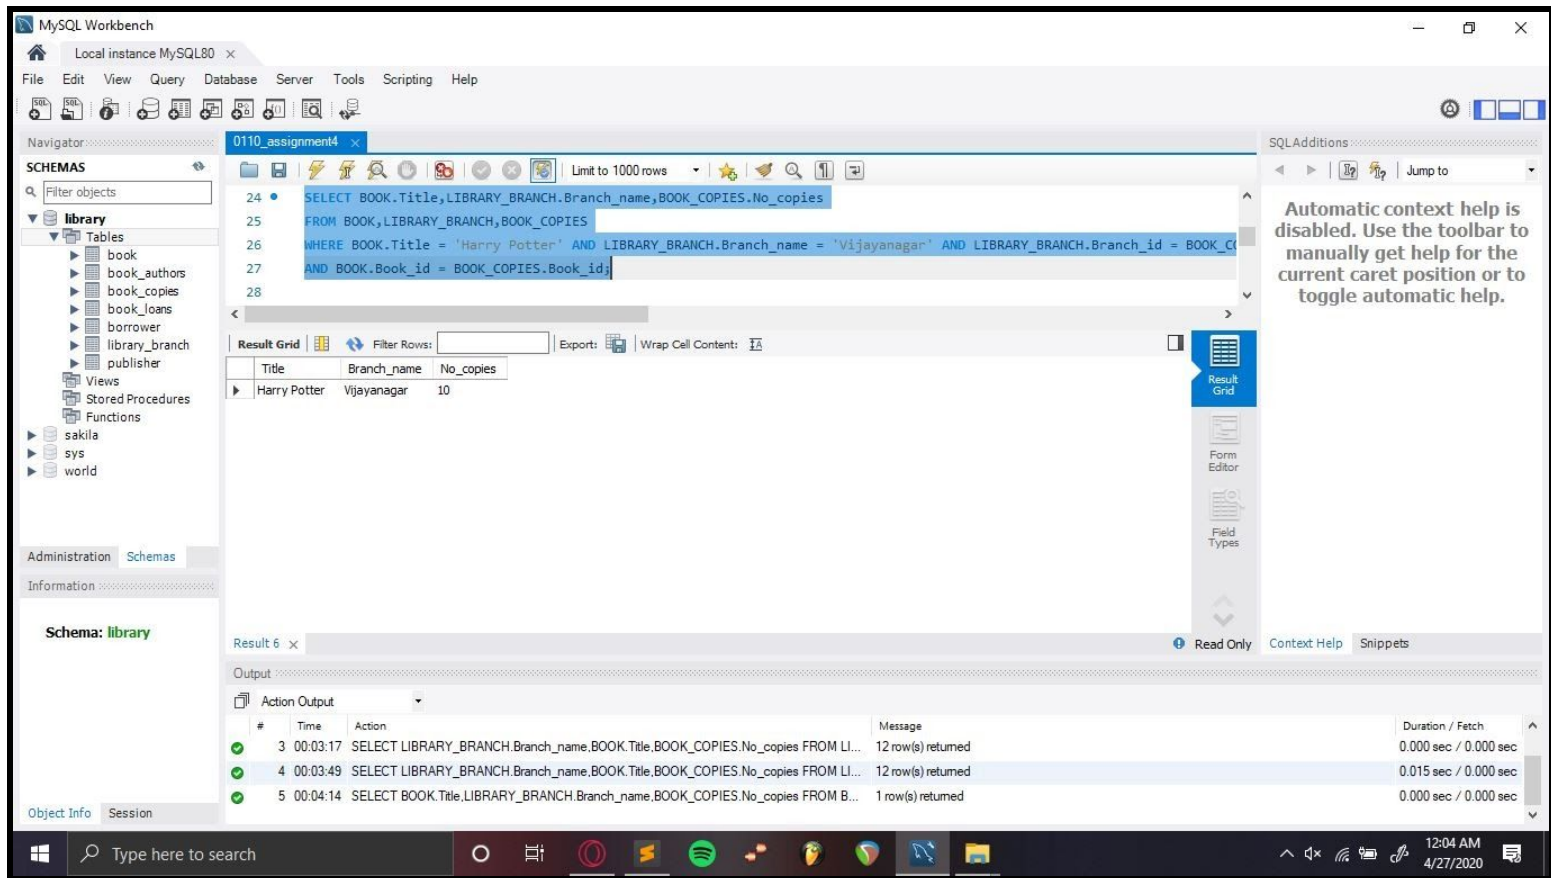 MySQL Workbench
Local instance MySQL80
File Edit View Query Database Server Tools Scripting Help
Navigator
SCHEMAS
Filter objects
library
Tables
book
book_authors
book_copies
book_loans
borrower
library_branch
publisher
Views
Stored Procedures
Functions
sakila
sys
world
Administration Schemas
Information
Schema: library
Object Info Session
0110_assignment4
Limit to 1000 rows
24 SELECT BOOK.Title,LIBRARY_BRANCH.Branch_name,BOOK_COPIES.No_copies
25 FROM BOOK,LIBRARY_BRANCH,BOOK_COPIES
26 WHERE BOOK.Title = 'Harry Potter' AND LIBRARY_BRANCH.Branch_name = 'Vijayanagar' AND LIBRARY_BRANCH.Branch_id = BOOK_C
27 AND BOOK.Book_id = BOOK_COPIES.Book_id;
28
Result Grid Filter Rows: Export: Wrap Cell Content:
Title Branch_name No_copies
Harry Potter Vijayanagar 10
Result Grid
Form Editor
Field Types
Result 6 Read Only
SQLAdditions
Jump to
Automatic context help is
disabled. Use the toolbar to
manually get help for the
current caret position or to
toggle automatic help.
Context Help Snippets
Output
Action Output
# Time Action Message Duration / Fetch
3 00:03:17 SELECT LIBRARY_BRANCH.Branch_name,BOOK.Title,BOOK_COPIES.No_copies FROM LI... 12 row(s) returned 0.000 sec / 0.000 sec
4 00:03:49 SELECT LIBRARY_BRANCH.Branch_name,BOOK.Title,BOOK_COPIES.No_copies FROM LI... 12 row(s) returned 0.015 sec / 0.000 sec
5 00:04:14 SELECT BOOK.Title,LIBRARY_BRANCH.Branch_name,BOOK_COPIES.No_copies FROM B... 1 row(s) returned 0.000 sec / 0.000 sec
Type here to search
12:04 AM
4/27/2020